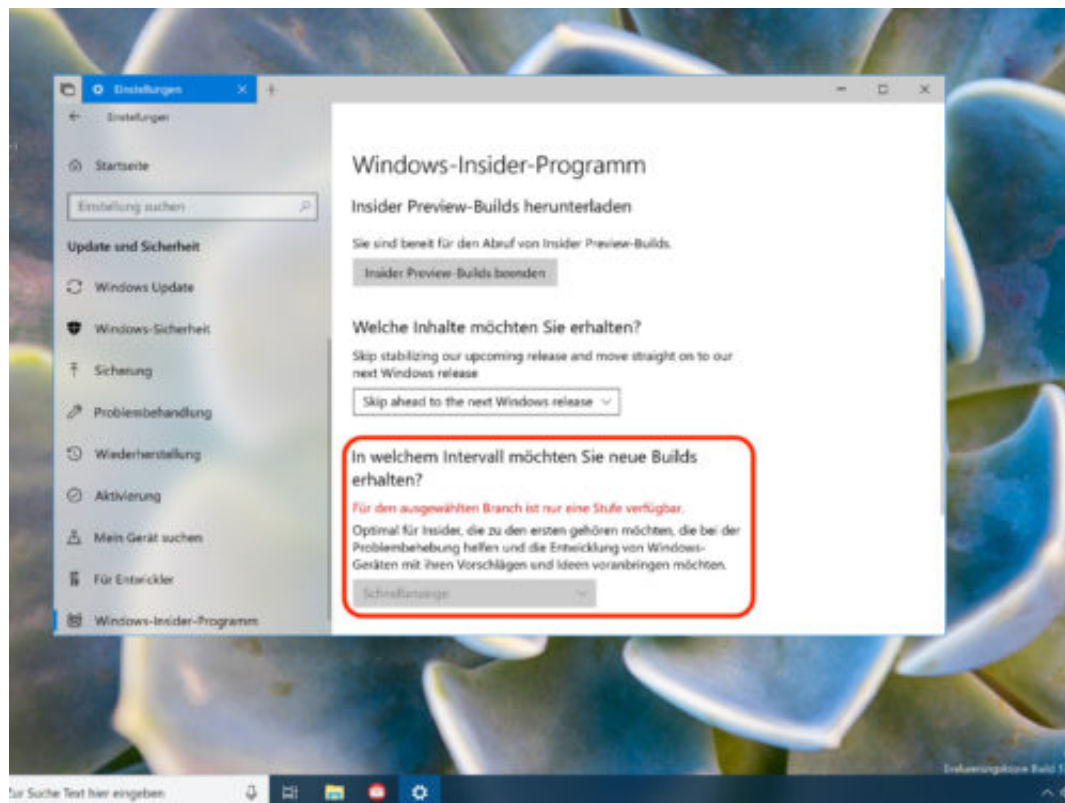 Einstellungen
Einstellungen
Startseite
Einstellung suchen
Update und Sicherheit
Windows Update
Windows-Sicherheit
Sicherung
Problembehandlung
Wiederherstellung
Aktivierung
Mein Gerät suchen
Für Entwickler
Windows-Insider-Programm
Windows-Insider-Programm
Insider Preview-Builds herunterladen
Sie sind bereit für den Abruf von Insider Preview-Builds.
Insider Preview-Builds beenden
Welche Inhalte möchten Sie erhalten?
Skip stabilizing our upcoming release and move straight on to our
next Windows release
Skip ahead to the next Windows release
In welchem Intervall möchten Sie neue Builds
erhalten?
Für den ausgewählten Branch ist nur eine Stufe verfügbar.
Optimal für Insider, die zu den ersten gehören möchten, die bei der
Problembehebung helfen und die Entwicklung von Windows-
Geräten mit ihren Vorschlägen und Ideen voranbringen möchten.
Schnellanzeige
Evaluierungskopie Build
Zur Suche Text hier eingeben